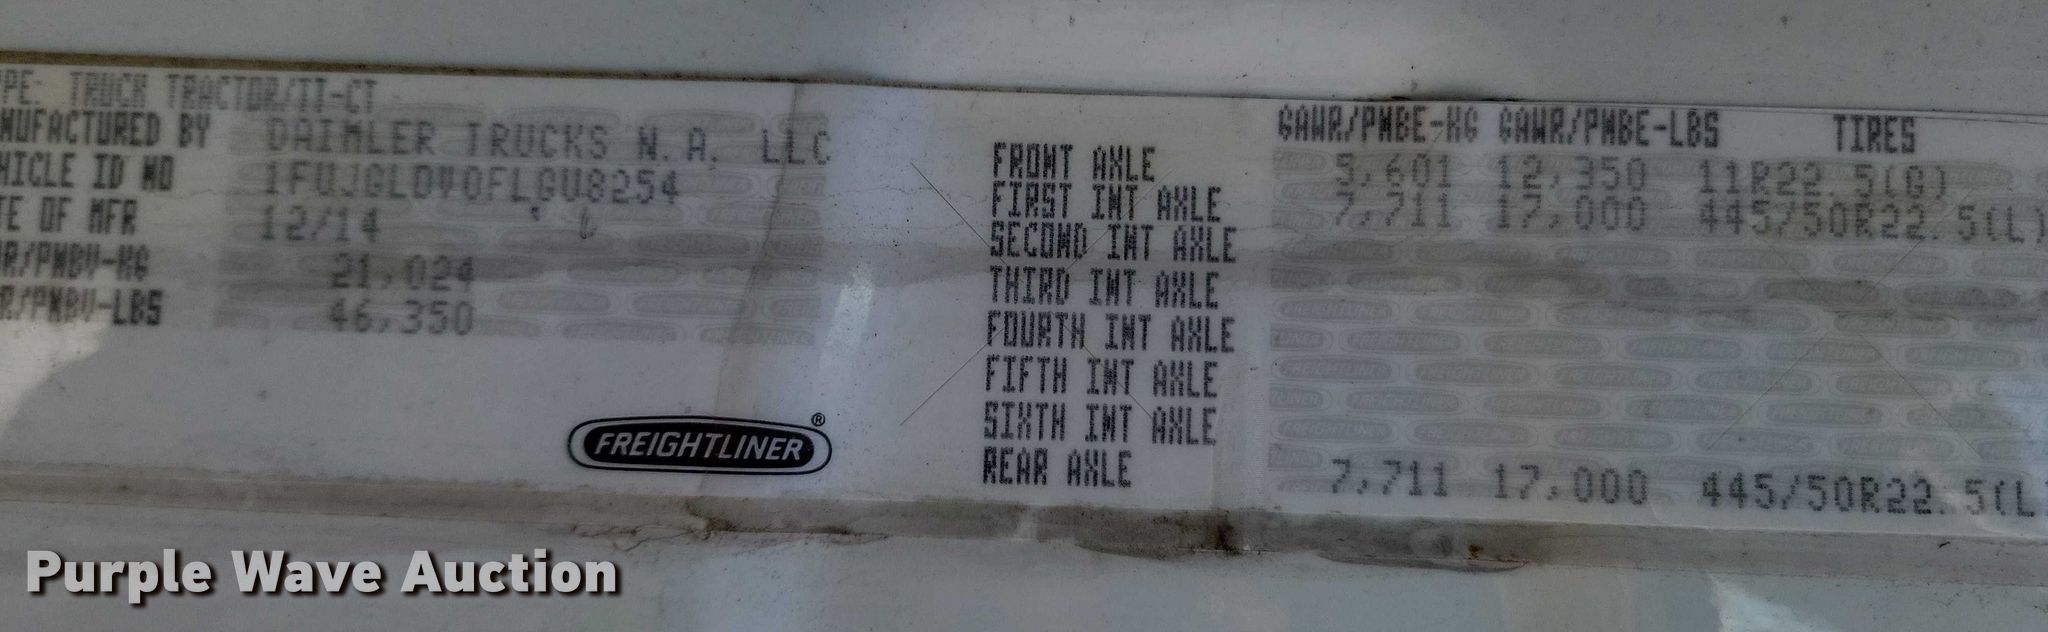 PE: TRUCK TRACTOR/TT-CT
NUFACTURED BY DAIMLER TRUCKS N.A. LLC
HICLE ID NO 1FUJGLDV0FLGU8254
TE OF MFR 12/14
R/PNBV-KG 21,024
R/PNBV-LBS 46,350
FREIGHTLINER®
GAWR/PNBE-KG GAWR/PNBE-LBS TIRES
FRONT AXLE 5,601 12,350 11R22.5(G)
FIRST INT AXLE 7,711 17,000 445/50R22.5(L)
SECOND INT AXLE
THIRD INT AXLE
FOURTH INT AXLE
FIFTH INT AXLE
SIXTH INT AXLE
REAR AXLE 7,711 17,000 445/50R22.5(L
Purple Wave Auction